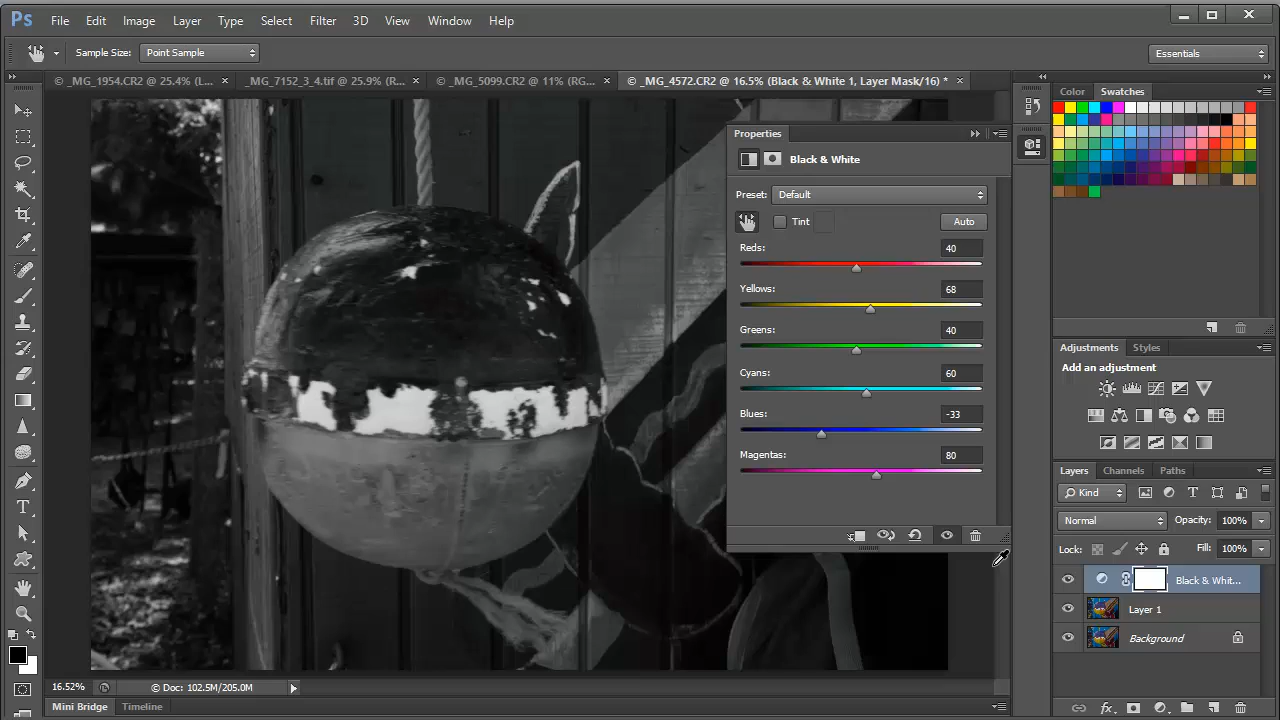 Ps File Edit Image Layer Type Select Filter 3D View Window Help
Sample Size: Point Sample Essentials
© _MG_1954.CR2 @ 25.4% (L... × _MG_7152_3_4.tif @ 25.9% (R... × © _MG_5099.CR2 @ 11% (RG... × © _MG_4572.CR2 @ 16.5% (Black & White 1, Layer Mask/16) * ×
Color Swatches
Properties
Black & White
Preset: Default
Tint Auto
Reds: 40
Yellows: 68
Greens: 40
Cyans: 60
Blues: -33
Magentas: 80
Adjustments Styles
Add an adjustment
Layers Channels Paths
Kind
Normal Opacity: 100%
Lock: Fill: 100%
Black & Whit...
Layer 1
Background
16.52% © Doc: 102.5M/205.0M
Mini Bridge Timeline